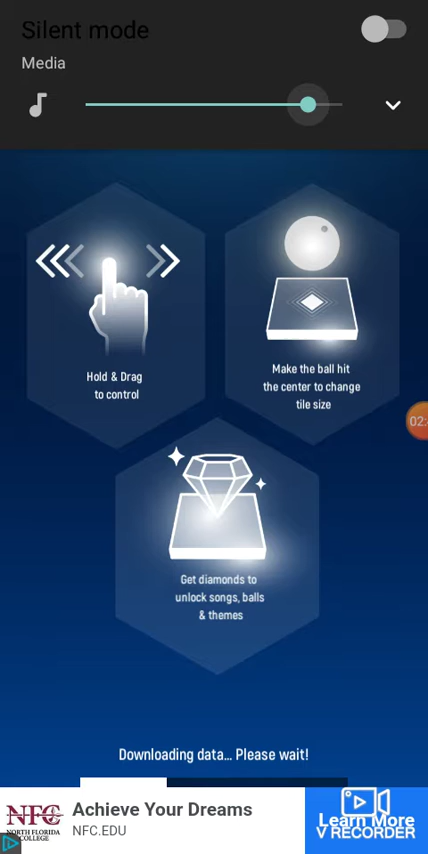 Silent mode
Media
Hold & Drag
to control
Make the ball hit
the center to change
tile size
02:
Get diamonds to
unlock songs, balls
& themes
Downloading data... Please wait!
NFC
NORTH FLORIDA
COLLEGE
Achieve Your Dreams
NFC.EDU
Learn More
V RECORDER